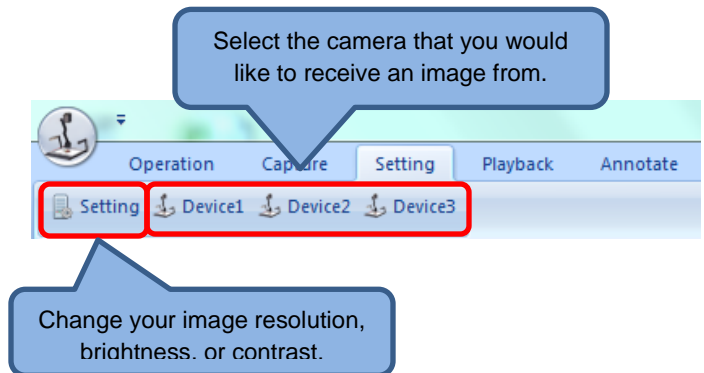 Select the camera that you would
like to receive an image from.
Operation Capture Setting Playback Annotate
Setting Device1 Device2 Device3
Change your image resolution,
brightness, or contrast.